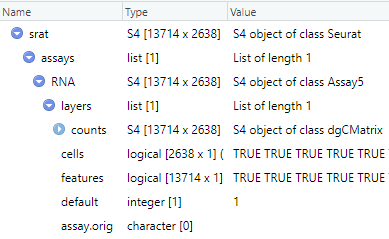 Name Type Value
srat S4 [13714 x 2638] S4 object of class Seurat
assays list [1] List of length 1
RNA S4 [13714 x 2638] S4 object of class Assay5
layers list [1] List of length 1
counts S4 [13714 x 2638] S4 object of class dgCMatrix
cells logical [2638 x 1] ( TRUE TRUE TRUE TRUE TRUE
features logical [13714 x 1] TRUE TRUE TRUE TRUE TRUE
default integer [1] 1
assay.orig character [0]